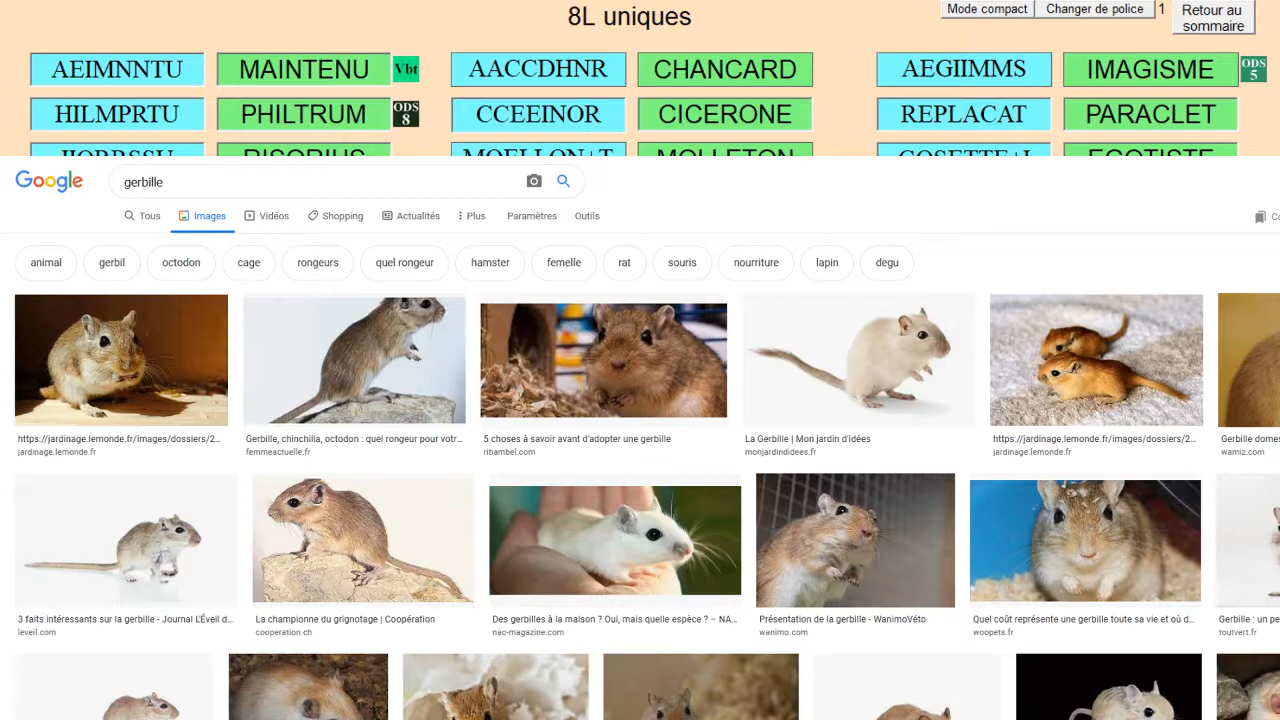 8L uniques
Mode compact
Changer de police
1
Retour au
sommaire
AEIMNNTU
MAINTENU
Vbt
AACCDHNR
CHANCARD
AEGIIMMS
IMAGISME
ODS
5
HILMPRTU
PHILTRUM
ODS
8
CCEEINOR
CICERONE
REPLACAT
PARACLET
IIORRSSU
RISORIUS
MOELLON+T
MOLLETON
COSETTE+I
EGOTISTE
Google
gerbille
Tous
Images
Vidéos
Shopping
Actualités
Plus
Paramètres
Outils
animal
gerbil
octodon
cage
rongeurs
quel rongeur
hamster
femelle
rat
souris
nourriture
lapin
degu
https://jardinage.lemonde.fr/images/dossiers/2...
jardinage.lemonde.fr
Gerbille, chinchilla, octodon : quel rongeur pour votr...
femmeactuelle.fr
5 choses à savoir avant d'adopter une gerbille
ribambel.com
La Gerbille | Mon jardin d'idées
monjardindidees.fr
https://jardinage.lemonde.fr/images/dossiers/2...
jardinage.lemonde.fr
Gerbille domes
wamiz.com
3 faits intéressants sur la gerbille - Journal L'Éveil d...
leveil.com
La championne du grignotage | Coopération
cooperation.ch
Des gerbilles à la maison ? Oui, mais quelle espèce ? – NA...
nac-magazine.com
Présentation de la gerbille - WanimoVéto
wanimo.com
Quel coût représente une gerbille toute sa vie et où d...
woopets.fr
Gerbille : un pe
toutvert.fr